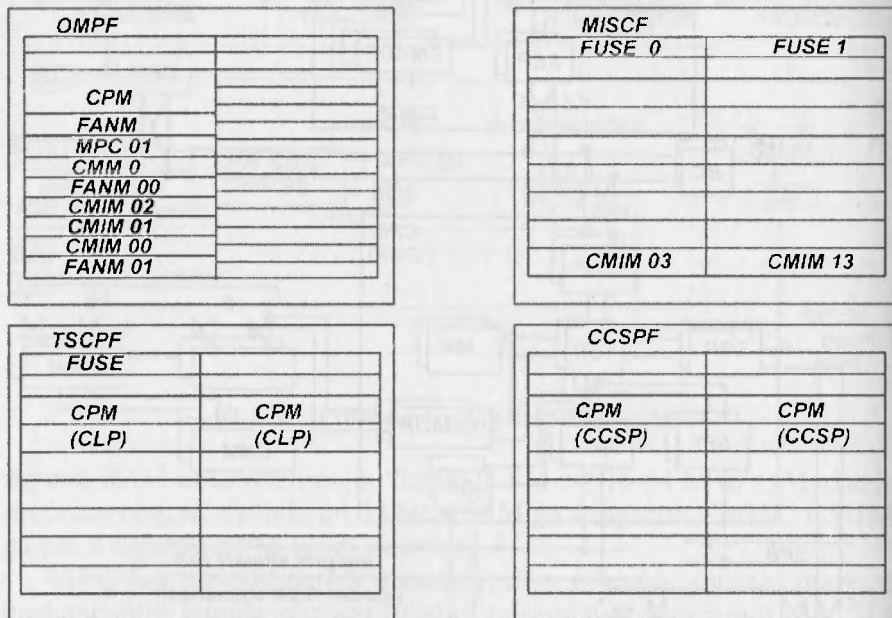 OMPF
CPM
FANM
MPC 01
CMM 0
FANM 00
CMIM 02
CMIM 01
CMIM 00
FANM 01
MISCF
FUSE 0 FUSE 1
CMIM 03 CMIM 13
TSCPF
FUSE
CPM CPM
(CLP) (CLP)
CCSPF
CPM CPM
(CCSP) (CCSP)